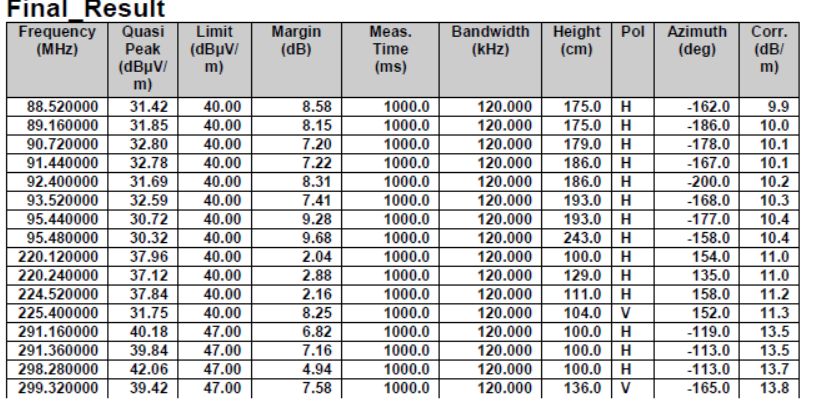 Final_Result
Frequency (MHz) Quasi Peak (dBµV/m) Limit (dBµV/m) Margin (dB) Meas. Time (ms) Bandwidth (kHz) Height (cm) Pol Azimuth (deg) Corr. (dB/m)
88.520000 31.42 40.00 8.58 1000.0 120.000 175.0 H -162.0 9.9
89.160000 31.85 40.00 8.15 1000.0 120.000 175.0 H -186.0 10.0
90.720000 32.80 40.00 7.20 1000.0 120.000 179.0 H -178.0 10.1
91.440000 32.78 40.00 7.22 1000.0 120.000 186.0 H -167.0 10.1
92.400000 31.69 40.00 8.31 1000.0 120.000 186.0 H -200.0 10.2
93.520000 32.59 40.00 7.41 1000.0 120.000 193.0 H -168.0 10.3
95.440000 30.72 40.00 9.28 1000.0 120.000 193.0 H -177.0 10.4
95.480000 30.32 40.00 9.68 1000.0 120.000 243.0 H -158.0 10.4
220.120000 37.96 40.00 2.04 1000.0 120.000 100.0 H 154.0 11.0
220.240000 37.12 40.00 2.88 1000.0 120.000 129.0 H 135.0 11.0
224.520000 37.84 40.00 2.16 1000.0 120.000 111.0 H 158.0 11.2
225.400000 31.75 40.00 8.25 1000.0 120.000 104.0 V 152.0 11.3
291.160000 40.18 47.00 6.82 1000.0 120.000 100.0 H -119.0 13.5
291.360000 39.84 47.00 7.16 1000.0 120.000 100.0 H -113.0 13.5
298.280000 42.06 47.00 4.94 1000.0 120.000 100.0 H -113.0 13.7
299.320000 39.42 47.00 7.58 1000.0 120.000 136.0 V -165.0 13.8